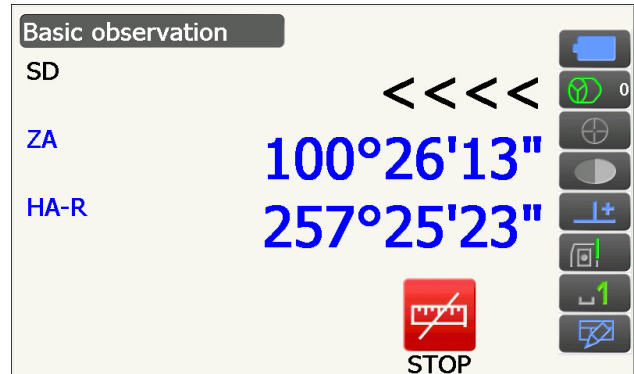 Basic observation
SD
<<<<
0
ZA
100°26'13"
HA-R
257°25'23"
1
STOP